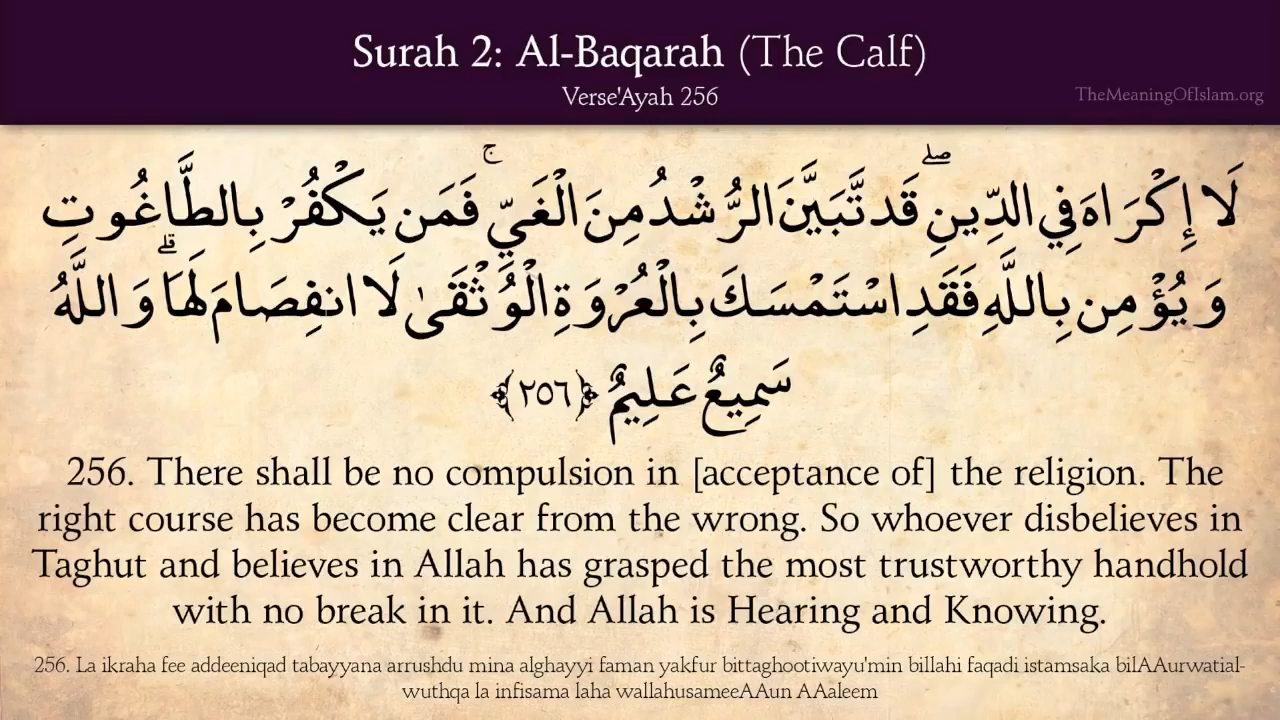 Surah 2: Al-Baqarah (The Calf)
Verse'Ayah 256
TheMeaningOfIslam.org
لَا إِكْرَاهَ فِي الدِّينِ ۖ قَد تَّبَيَّنَ الرُّشْدُ مِنَ الْغَيِّ ۚ فَمَن يَكْفُرْ بِالطَّاغُوتِ
وَيُؤْمِن بِاللَّهِ فَقَدِ اسْتَمْسَكَ بِالْعُرْوَةِ الْوُثْقَىٰ لَا انفِصَامَ لَهَا ۗ وَاللَّهُ
سَمِيعٌ عَلِيمٌ ﴿٢٥٦﴾
256. There shall be no compulsion in [acceptance of] the religion. The
right course has become clear from the wrong. So whoever disbelieves in
Taghut and believes in Allah has grasped the most trustworthy handhold
with no break in it. And Allah is Hearing and Knowing.
256. La ikraha fee addeeniqad tabayyana arrushdu mina alghayyi faman yakfur bittaghootiwayu'min billahi faqadi istamsaka bilAAurwatial-
wuthqa la infisama laha wallahusameeAAun AAaleem